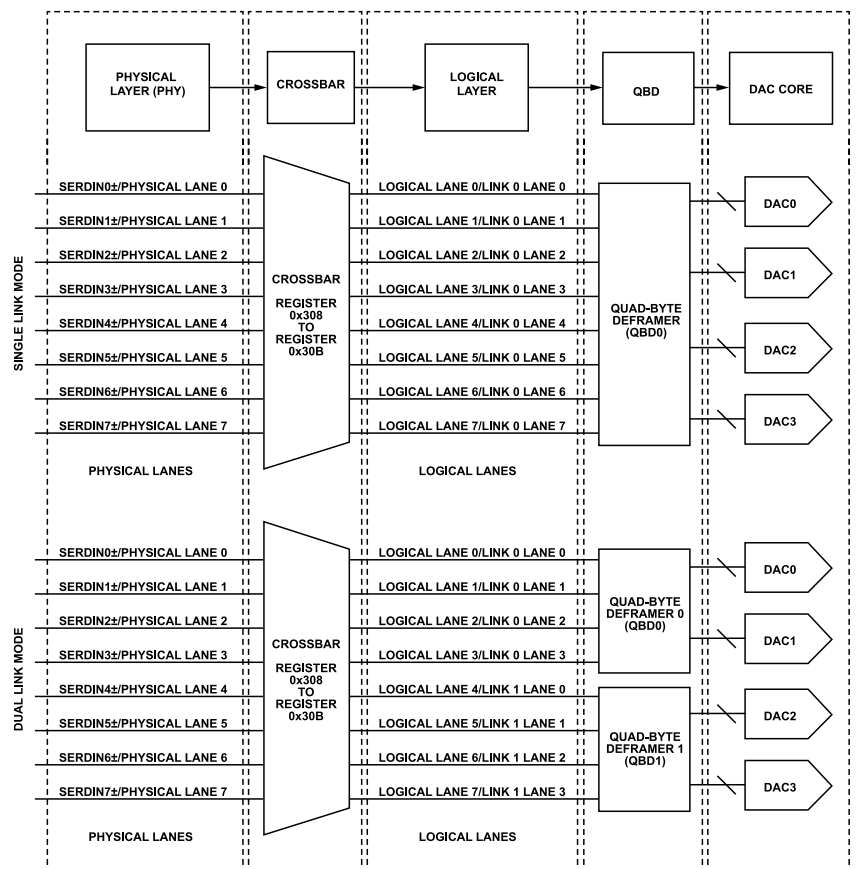 PHYSICAL
LAYER (PHY)
CROSSBAR
LOGICAL
LAYER
QBD
DAC CORE
SINGLE LINK MODE
SERDIN0±/PHYSICAL LANE 0
SERDIN1±/PHYSICAL LANE 1
SERDIN2±/PHYSICAL LANE 2
SERDIN3±/PHYSICAL LANE 3
SERDIN4±/PHYSICAL LANE 4
SERDIN5±/PHYSICAL LANE 5
SERDIN6±/PHYSICAL LANE 6
SERDIN7±/PHYSICAL LANE 7
PHYSICAL LANES
CROSSBAR
REGISTER
0x308
TO
REGISTER
0x30B
LOGICAL LANE 0/LINK 0 LANE 0
LOGICAL LANE 1/LINK 0 LANE 1
LOGICAL LANE 2/LINK 0 LANE 2
LOGICAL LANE 3/LINK 0 LANE 3
LOGICAL LANE 4/LINK 0 LANE 4
LOGICAL LANE 5/LINK 0 LANE 5
LOGICAL LANE 6/LINK 0 LANE 6
LOGICAL LANE 7/LINK 0 LANE 7
LOGICAL LANES
QUAD-BYTE
DEFRAMER
(QBD0)
DAC0
DAC1
DAC2
DAC3
DUAL LINK MODE
SERDIN0±/PHYSICAL LANE 0
SERDIN1±/PHYSICAL LANE 1
SERDIN2±/PHYSICAL LANE 2
SERDIN3±/PHYSICAL LANE 3
SERDIN4±/PHYSICAL LANE 4
SERDIN5±/PHYSICAL LANE 5
SERDIN6±/PHYSICAL LANE 6
SERDIN7±/PHYSICAL LANE 7
PHYSICAL LANES
CROSSBAR
REGISTER
0x308
TO
REGISTER
0x30B
LOGICAL LANE 0/LINK 0 LANE 0
LOGICAL LANE 1/LINK 0 LANE 1
LOGICAL LANE 2/LINK 0 LANE 2
LOGICAL LANE 3/LINK 0 LANE 3
LOGICAL LANE 4/LINK 1 LANE 0
LOGICAL LANE 5/LINK 1 LANE 1
LOGICAL LANE 6/LINK 1 LANE 2
LOGICAL LANE 7/LINK 1 LANE 3
LOGICAL LANES
QUAD-BYTE
DEFRAMER 0
(QBD0)
QUAD-BYTE
DEFRAMER 1
(QBD1)
DAC0
DAC1
DAC2
DAC3